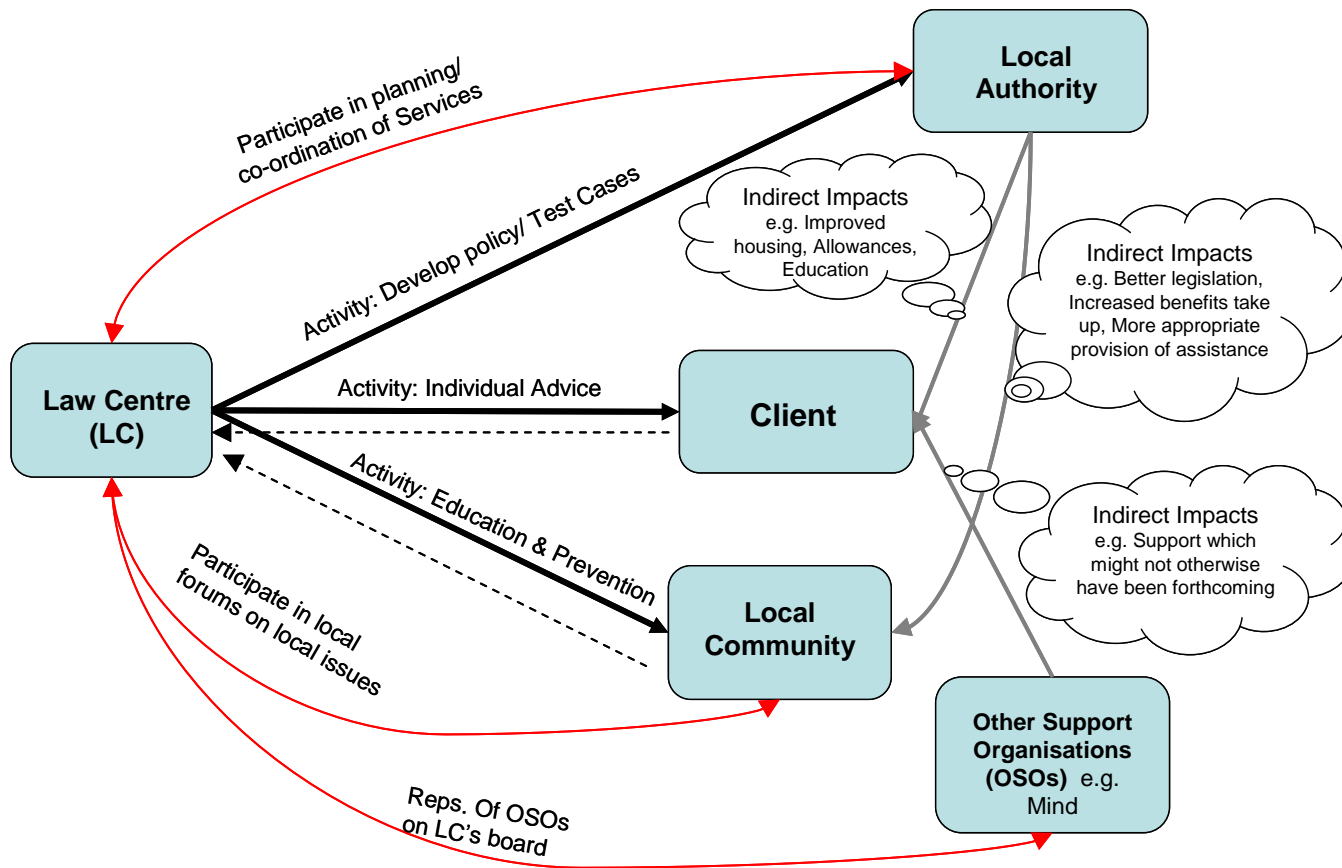 Local
Authority
Participate in planning/
co-ordination of Services
Activity: Develop policy/ Test Cases
Indirect Impacts
e.g. Improved
housing, Allowances,
Education
Indirect Impacts
e.g. Better legislation,
Increased benefits take
up, More appropriate
provision of assistance
Law Centre
(LC)
Activity: Individual Advice
Client
Activity: Education & Prevention
Indirect Impacts
e.g. Support which
might not otherwise
have been forthcoming
Participate in local
forums on local issues
Local
Community
Other Support
Organisations
(OSOs) e.g.
Mind
Reps. Of OSOs
on LC's board